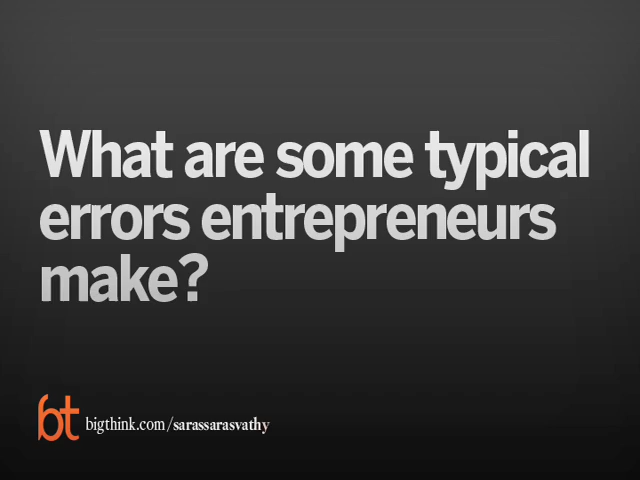 What are some typical
errors entrepreneurs
make?
bt bigthink.com/sarassarasvathy